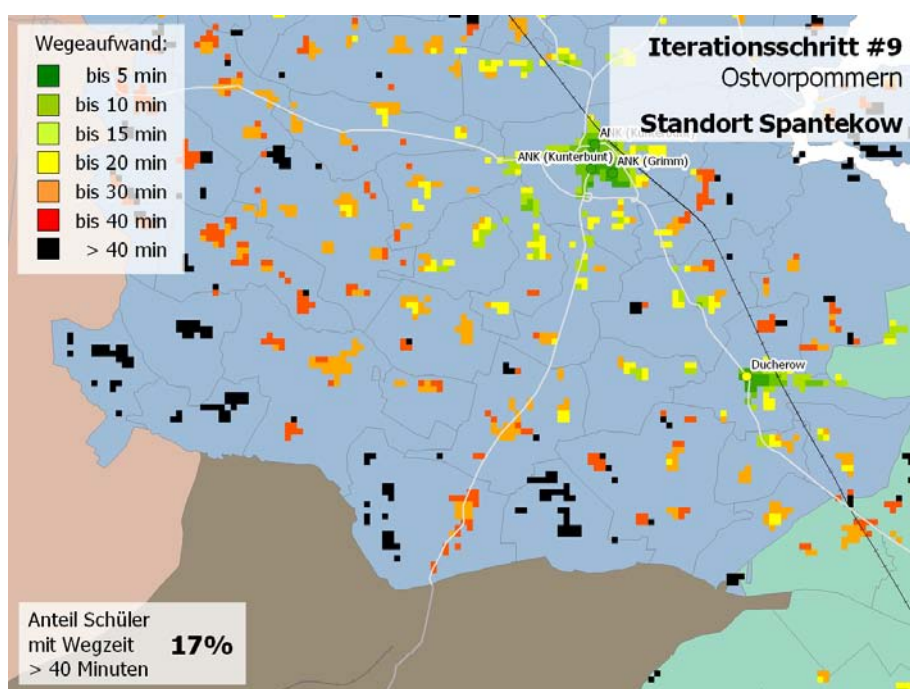 Wegeaufwand:
bis 5 min
bis 10 min
bis 15 min
bis 20 min
bis 30 min
bis 40 min
> 40 min
Iterationsschritt #9
Ostvorpommern
Standort Spantekow
ANK (Kunterbunt)
ANK (Kunterbunt)
ANK (Grimm)
Ducherow
Anteil Schüler
mit Wegzeit
> 40 Minuten
17%